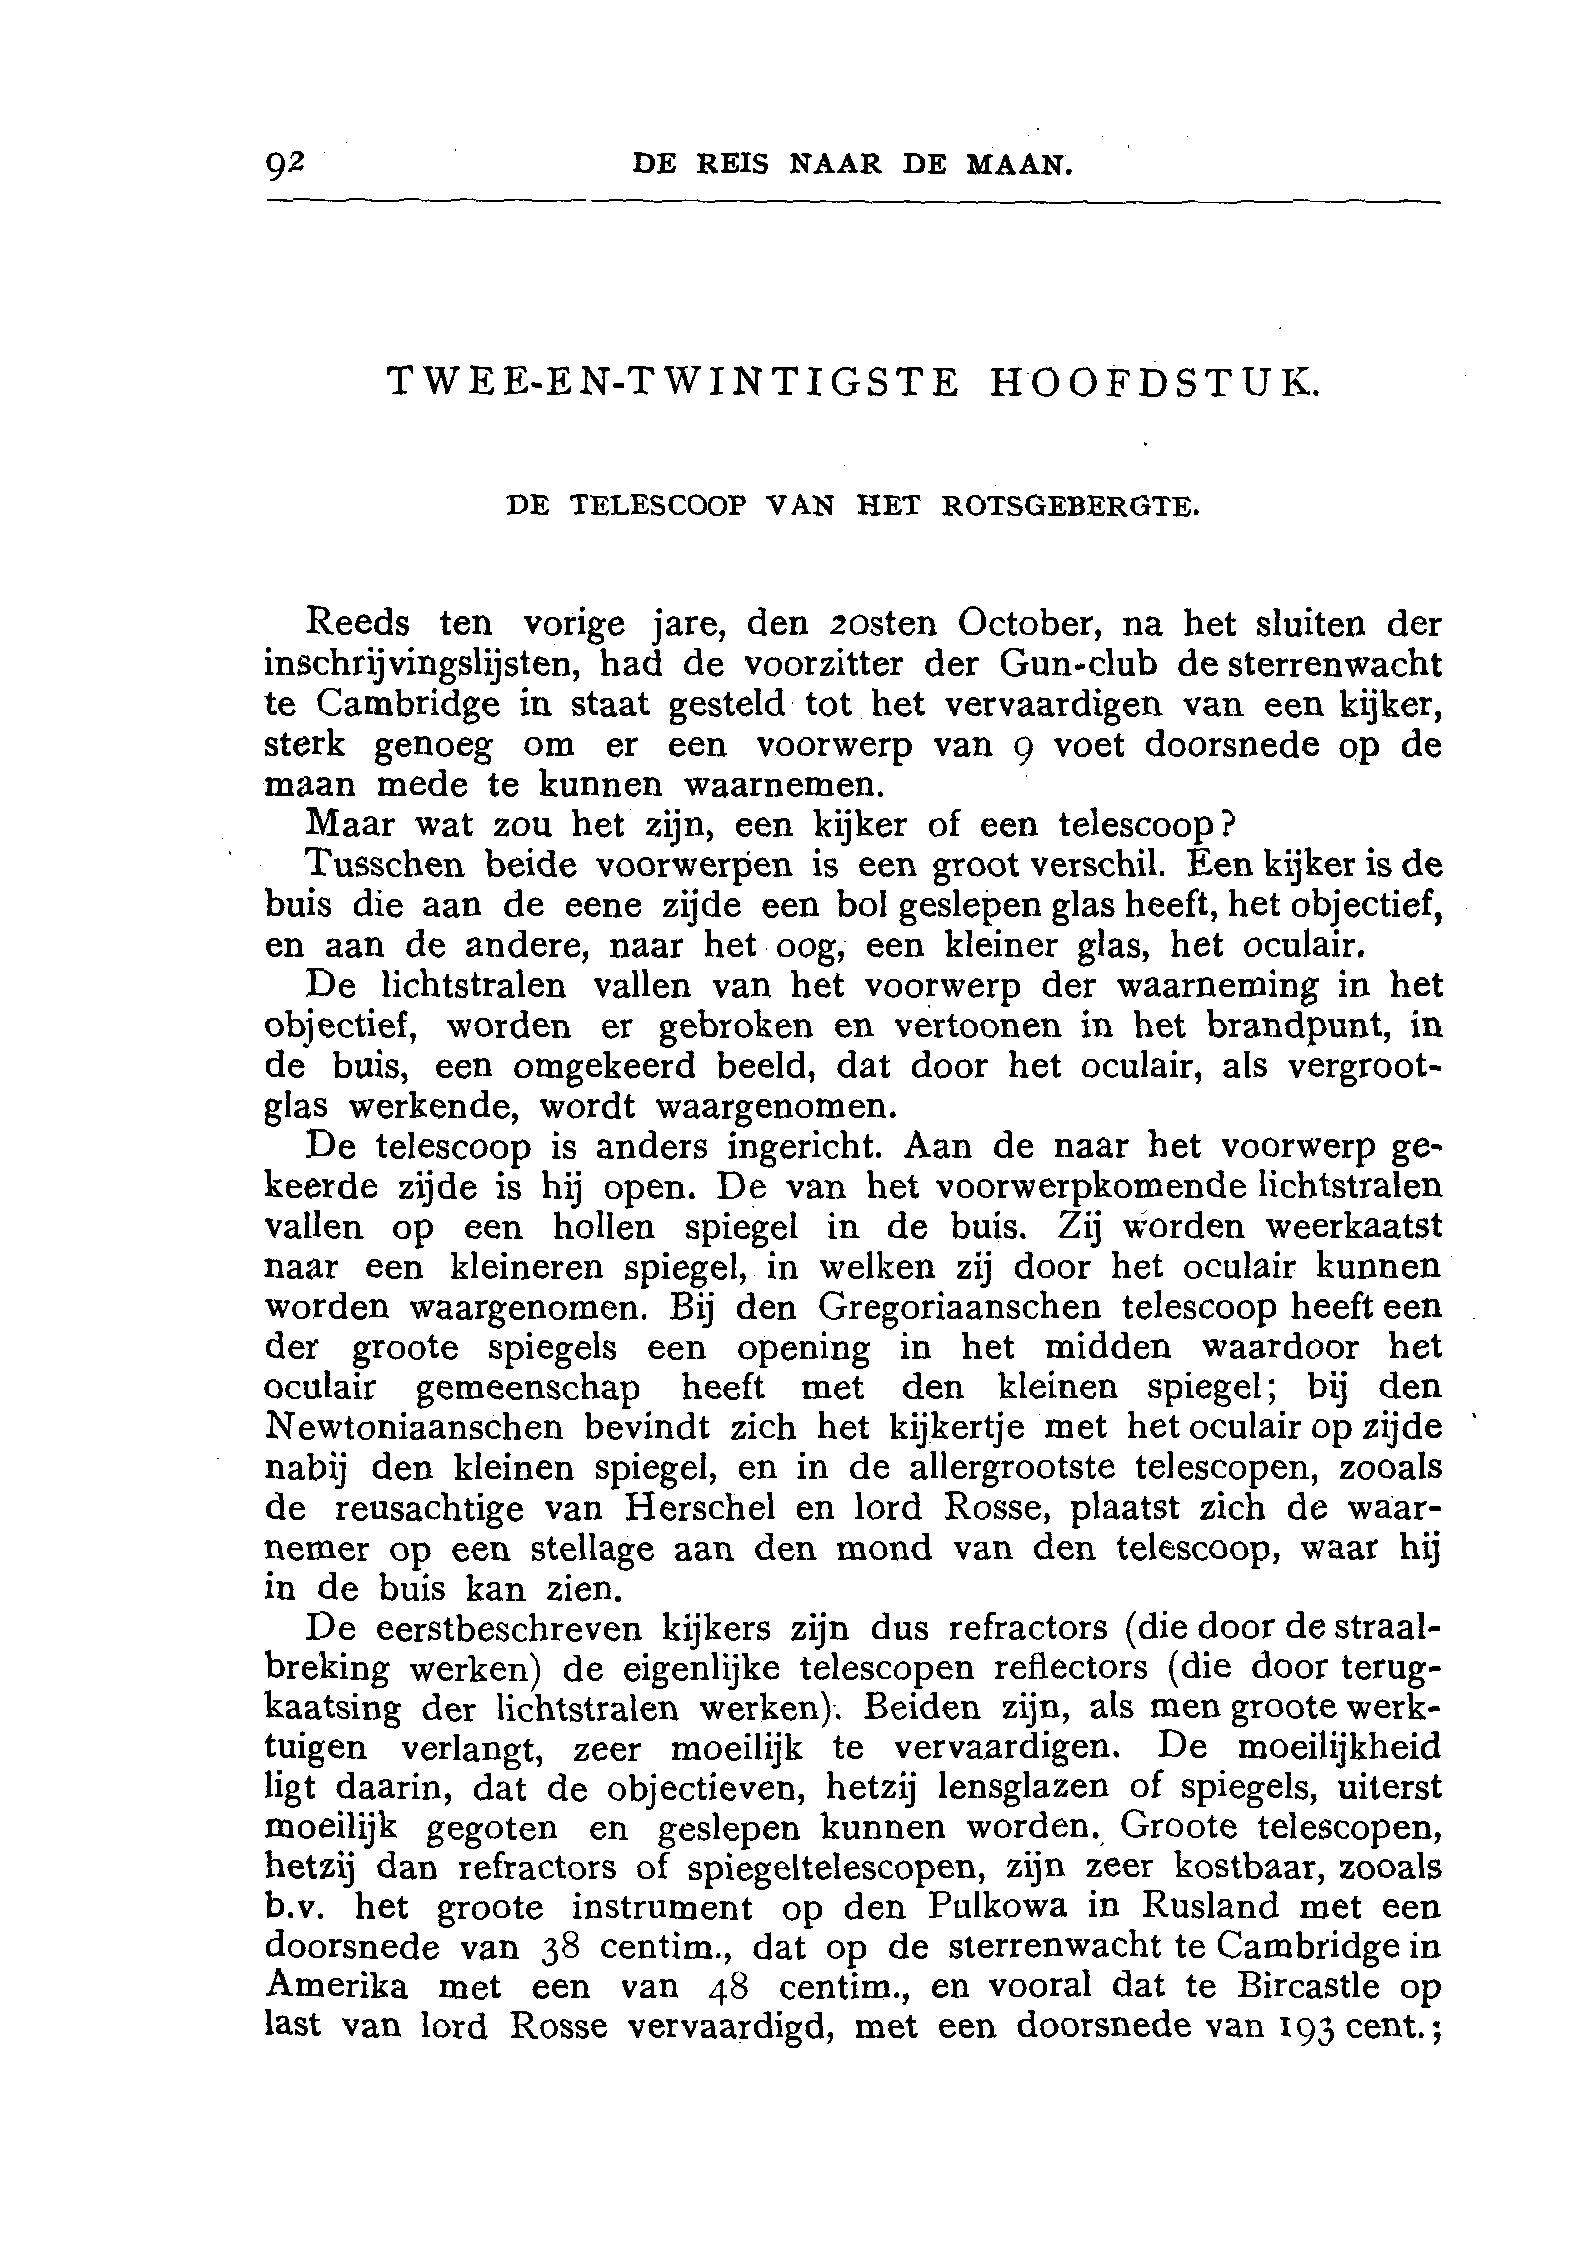 92 DE REIS NAAR DE MAAN.
TWEE-EN-TWINTIGSTE HOOFDSTUK.
DE TELESCOOP VAN HET ROTSGEBERGTE.
Reeds ten vorige jare, den 20sten October, na het sluiten der
inschrijvingslijsten, had de voorzitter der Gun-club de sterrenwacht
te Cambridge in staat gesteld tot het vervaardigen van een kijker,
sterk genoeg om er een voorwerp van 9 voet doorsnede op de
maan mede te kunnen waarnemen.
Maar wat zou het zijn, een kijker of een telescoop?
Tusschen beide voorwerpen is een groot verschil. Een kijker is de
buis die aan de eene zijde een bol geslepen glas heeft, het objectief,
en aan de andere, naar het oog, een kleiner glas, het oculair.
De lichtstralen vallen van het voorwerp der waarneming in het
objectief, worden er gebroken en vertoonen in het brandpunt, in
de buis, een omgekeerd beeld, dat door het oculair, als vergroot-
glas werkende, wordt waargenomen.
De telescoop is anders ingericht. Aan de naar het voorwerp ge-
keerde zijde is hij open. De van het voorwerpkomende lichtstralen
vallen op een hollen spiegel in de buis. Zij worden weerkaatst
naar een kleineren spiegel, in welken zij door het oculair kunnen
worden waargenomen. Bij den Gregoriaanschen telescoop heeft een
der groote spiegels een opening in het midden waardoor het
oculair gemeenschap heeft met den kleinen spiegel; bij den
Newtoniaanschen bevindt zich het kijkertje met het oculair op zijde
nabij den kleinen spiegel, en in de allergrootste telescopen, zooals
de reusachtige van Herschel en lord Rosse, plaatst zich de waar-
nemer op een stellage aan den mond van den telescoop, waar hij
in de buis kan zien.
De eerstbeschreven kijkers zijn dus refractors (die door de straal-
breking werken) de eigenlijke telescopen reflectors (die door terug-
kaatsing der lichtstralen werken). Beiden zijn, als men groote werk-
tuigen verlangt, zeer moeilijk te vervaardigen. De moeilijkheid
ligt daarin, dat de objectieven, hetzij lensglazen of spiegels, uiterst
moeilijk gegoten en geslepen kunnen worden. Groote telescopen,
hetzij dan refractors of spiegeltelescopen, zijn zeer kostbaar, zooals
b.v. het groote instrument op den Pulkowa in Rusland met een
doorsnede van 38 centim., dat op de sterrenwacht te Cambridge in
Amerika met een van 48 centim., en vooral dat te Bircastle op
last van lord Rosse vervaardigd, met een doorsnede van 193 cent.;